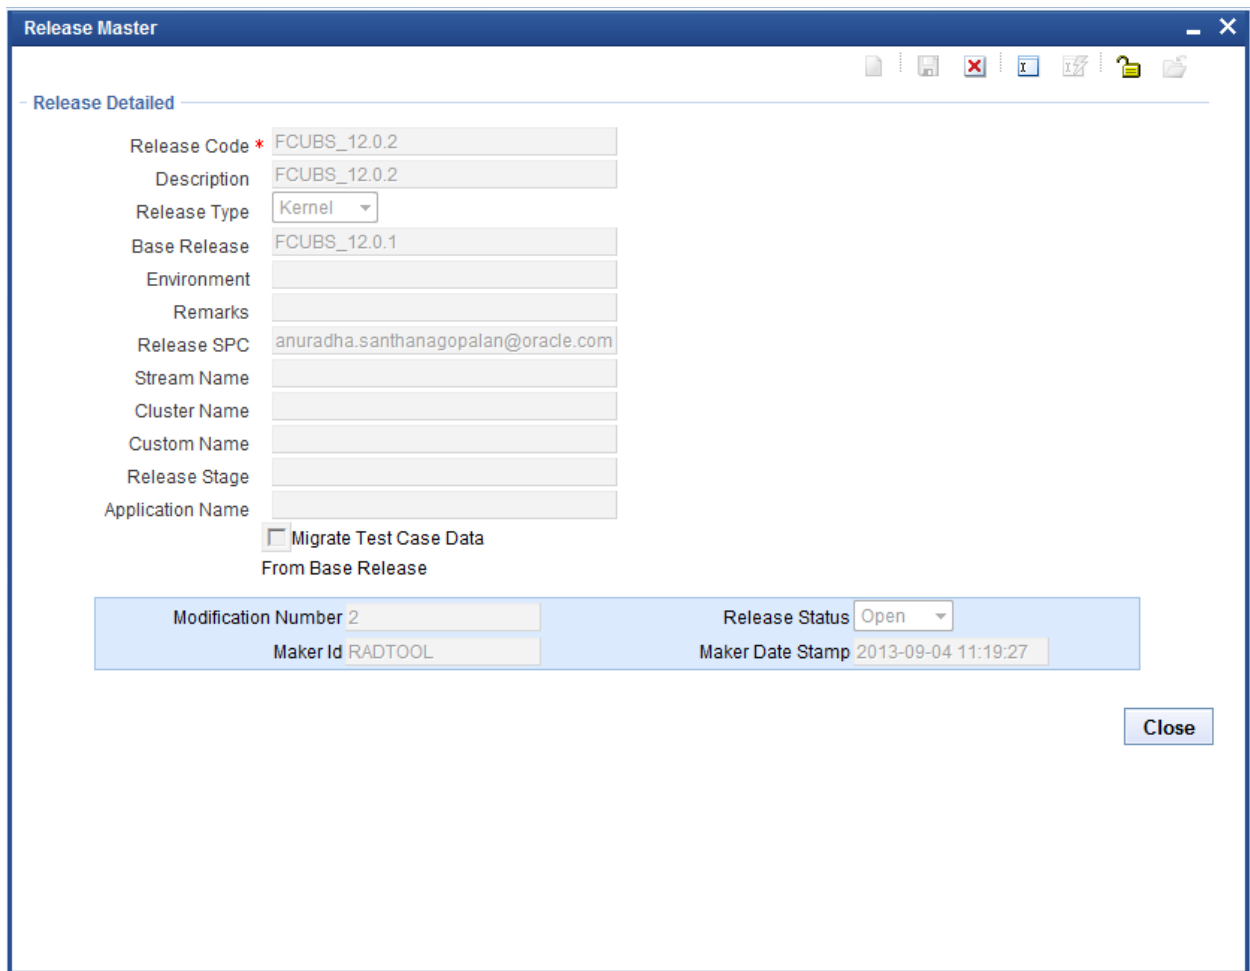 Release Master
Release Detailed
Release Code * FCUBS_12.0.2
Description FCUBS_12.0.2
Release Type Kernel
Base Release FCUBS_12.0.1
Environment
Remarks
Release SPC anuradha.santhanagopalan@oracle.com
Stream Name
Cluster Name
Custom Name
Release Stage
Application Name
Migrate Test Case Data
From Base Release
Modification Number 2 Release Status Open
Maker Id RADTOOL Maker Date Stamp 2013-09-04 11:19:27
Close